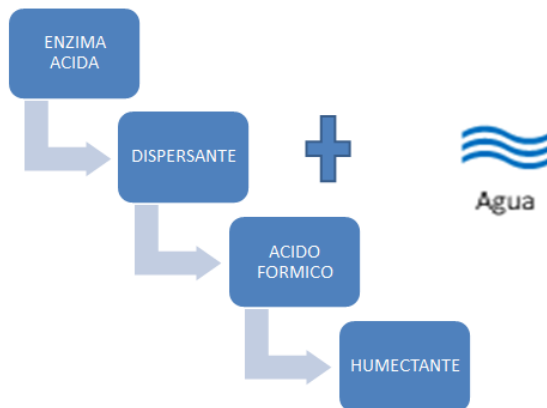 ENZIMA
ACIDA
DISPERSANTE
Agua
ACIDO
FORMICO
HUMECTANTE